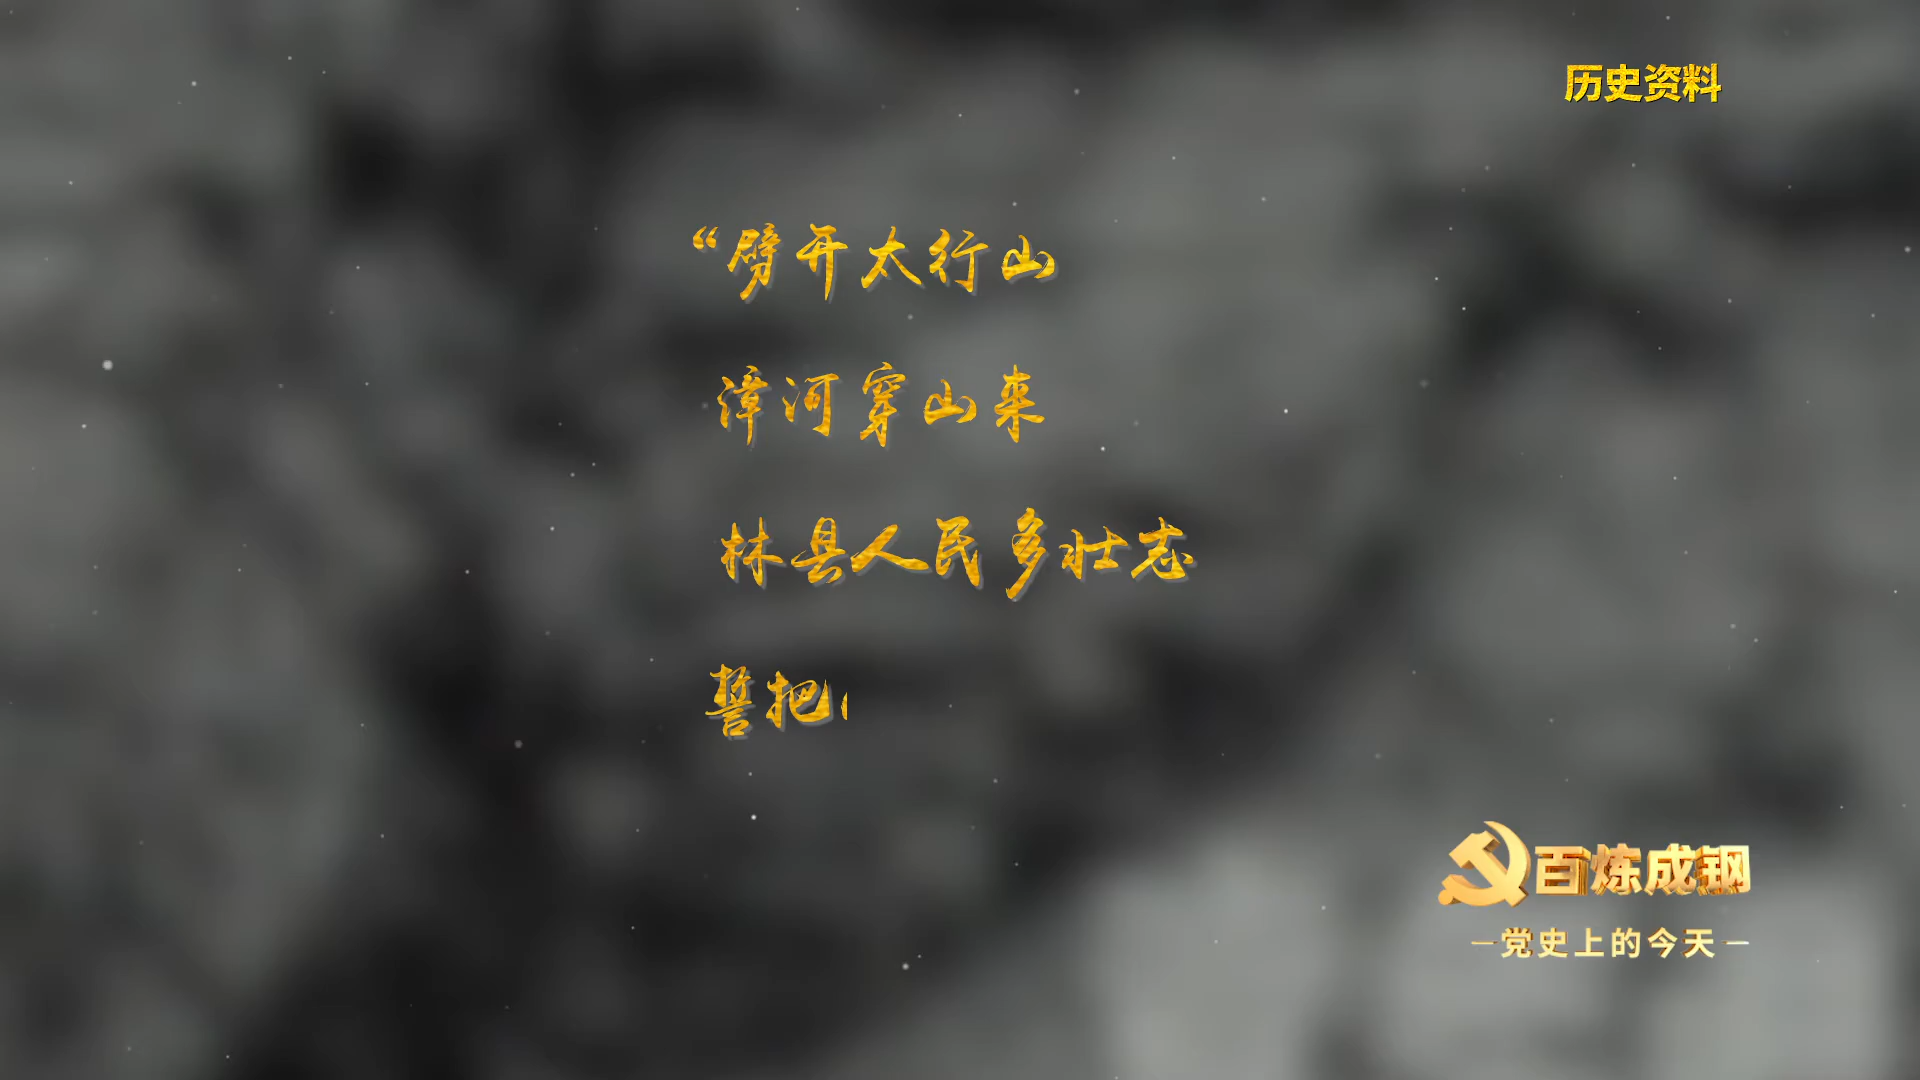 历史资料
“劈开太行山
漳河穿山来
林县人民多壮志
誓把
百炼成钢
党史上的今天